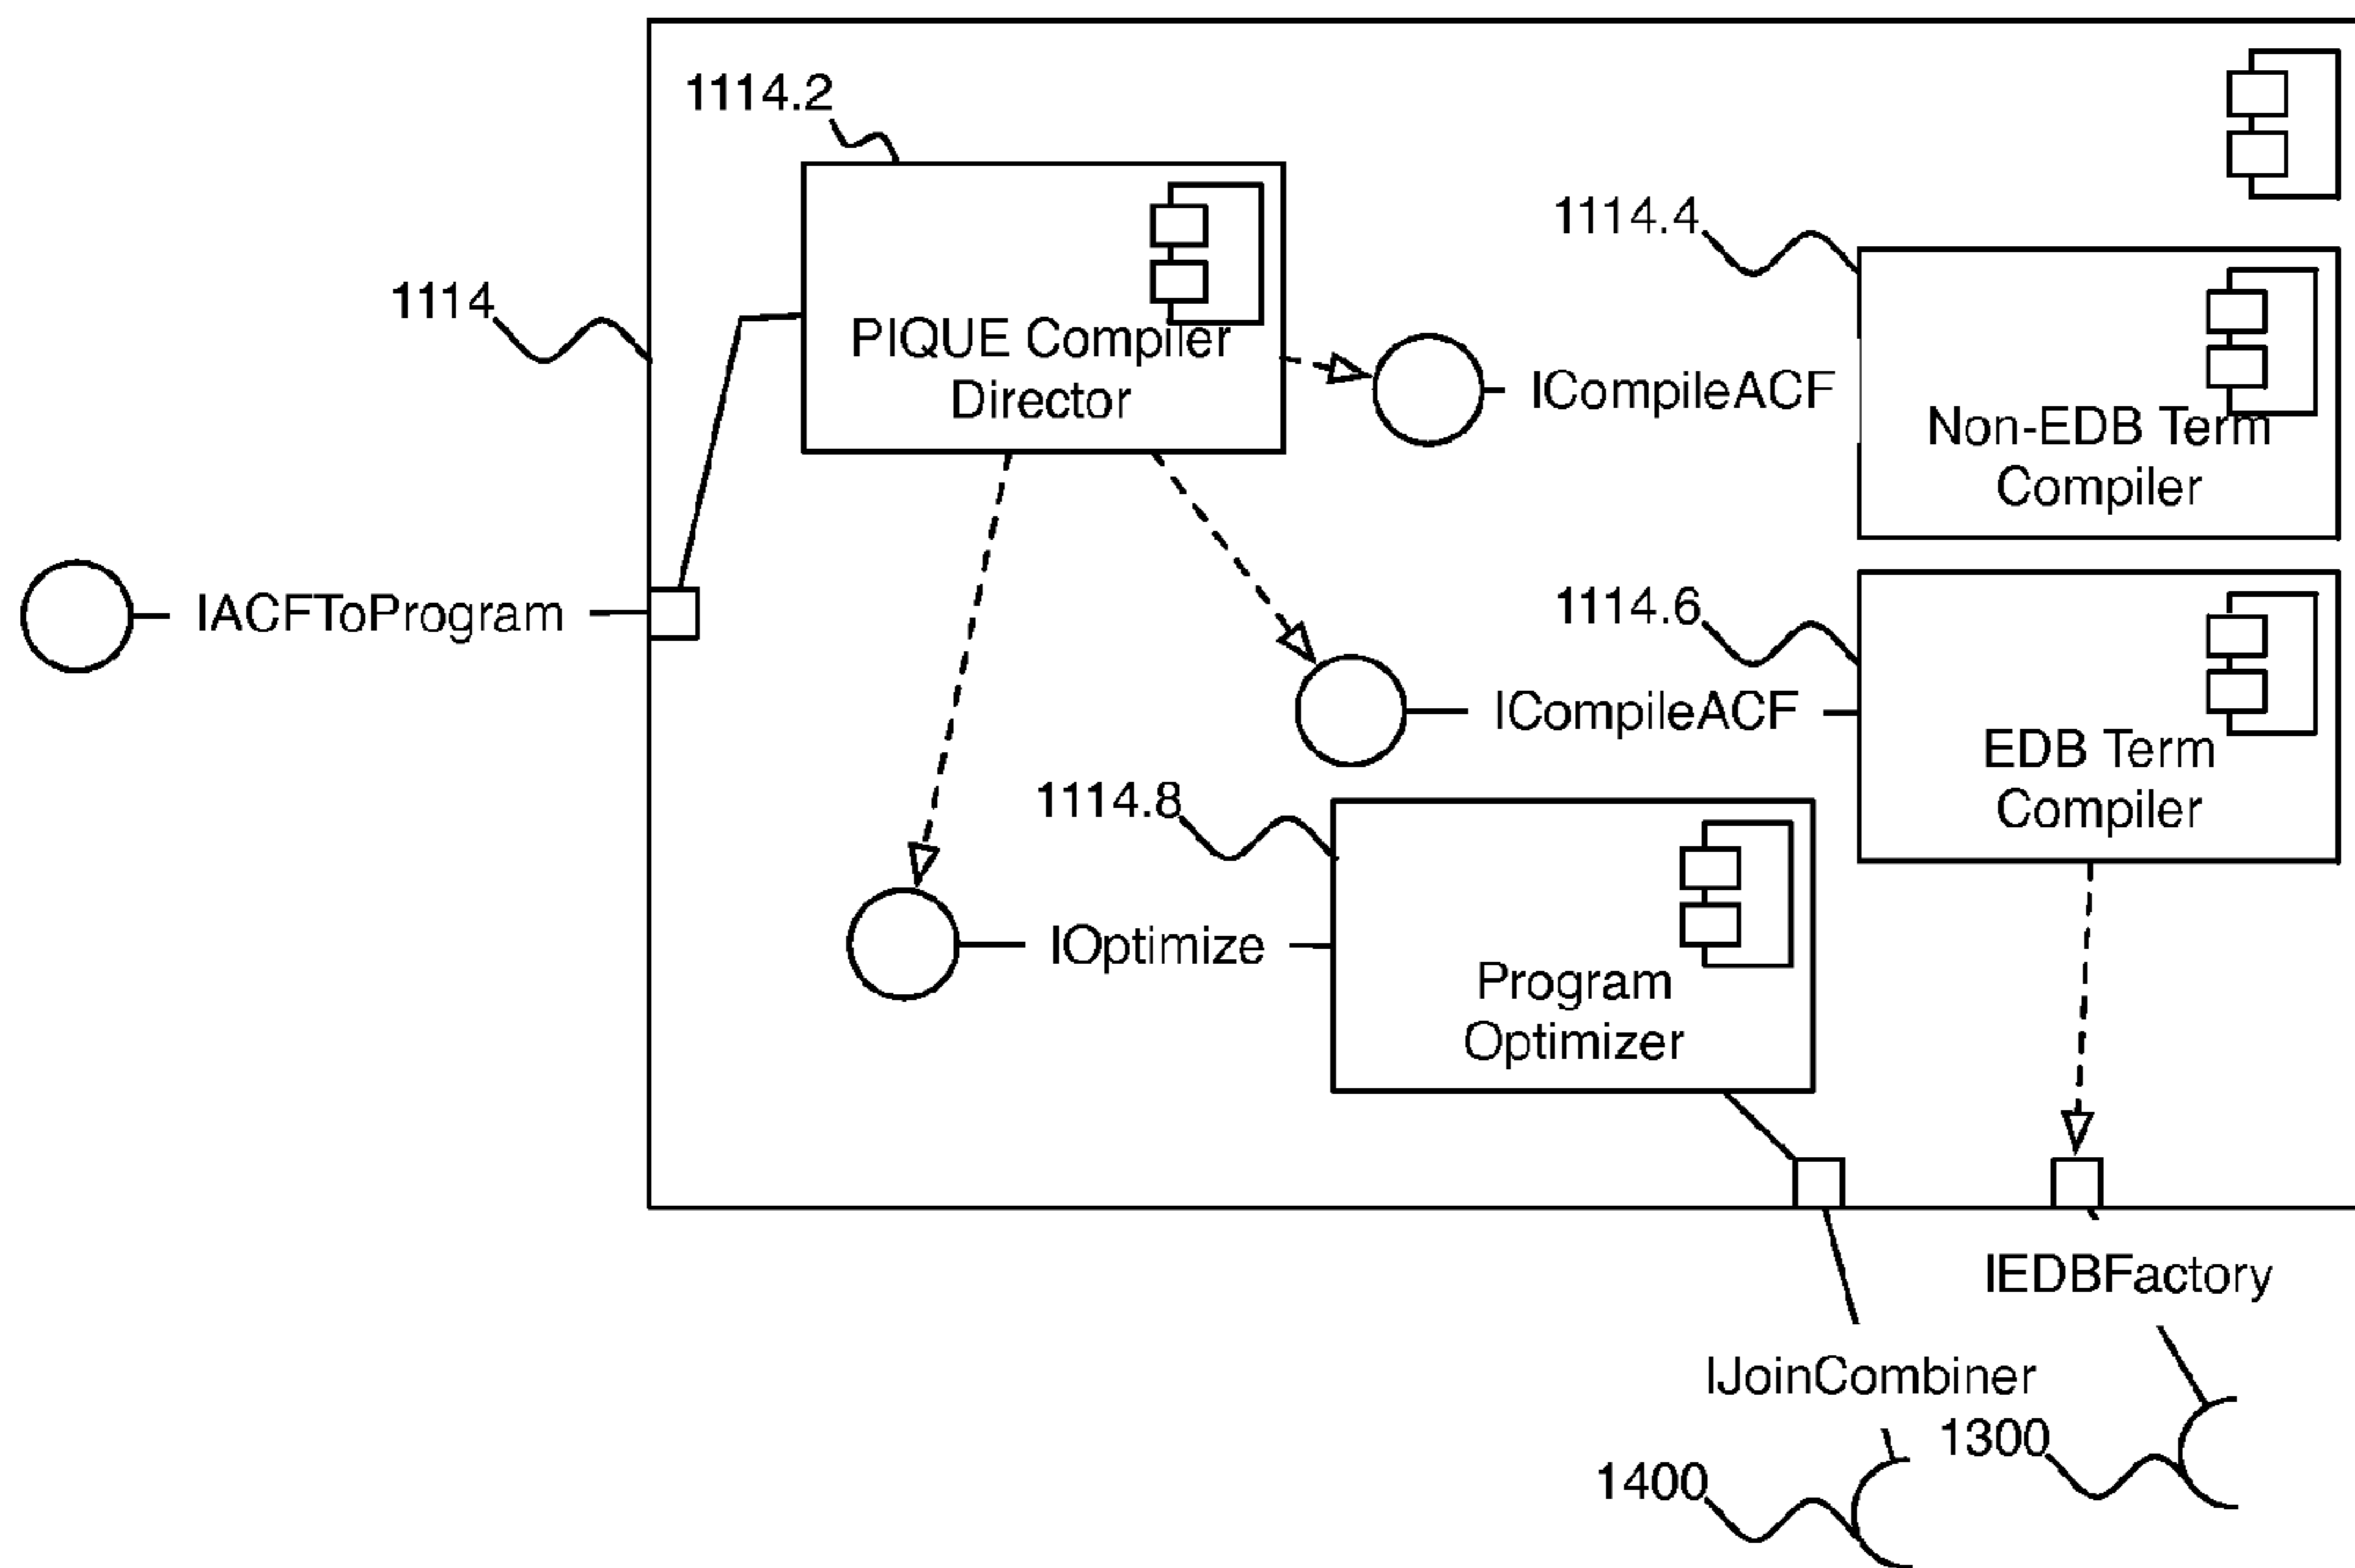 1114.2
1114.4
1114
PIQUE Compiler
Director
ICompileACF
Non-EDB Term
Compiler
IACFToProgram
1114.6
ICompileACF
EDB Term
Compiler
1114.8
IOptimize
Program
Optimizer
IEDBFactory
IJoinCombiner
1300
1400